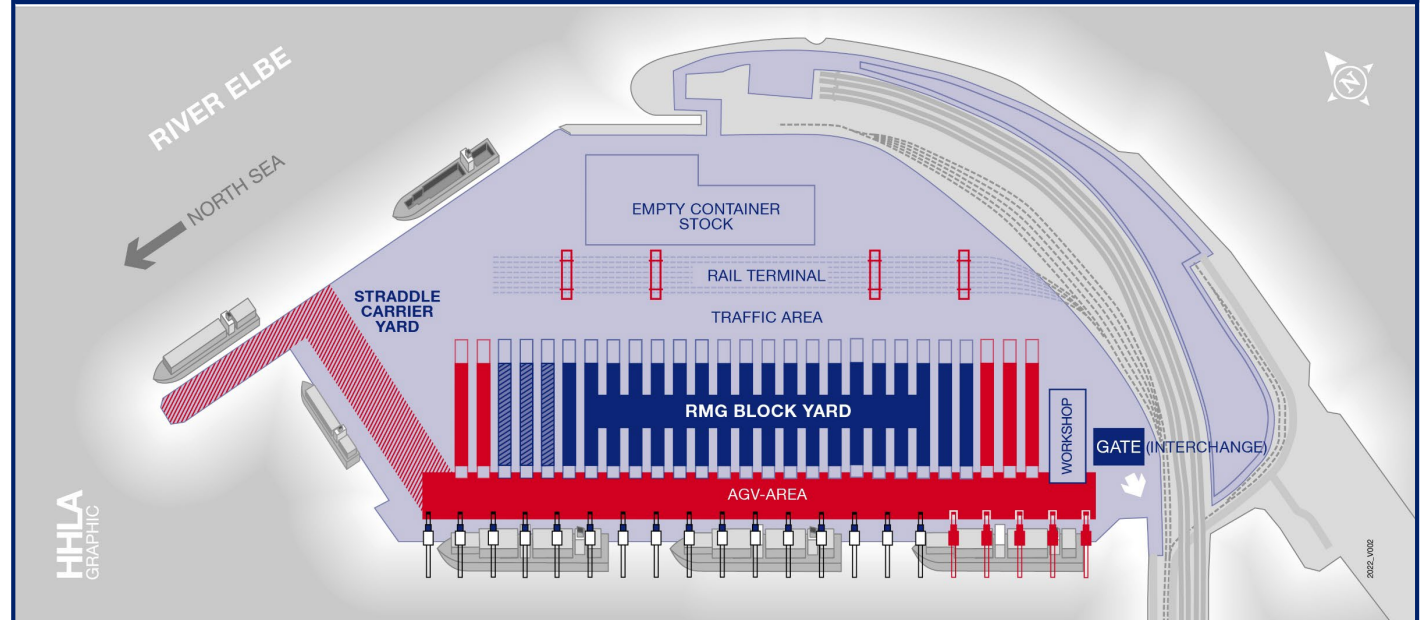 RIVER ELBE
NORTH SEA
N
EMPTY CONTAINER
STOCK
RAIL TERMINAL
STRADDLE
CARRIER
YARD
TRAFFIC AREA
RMG BLOCK YARD
WORKSHOP
GATE (INTERCHANGE)
AGV-AREA
HHLA
GRAPHIC
2022_V002